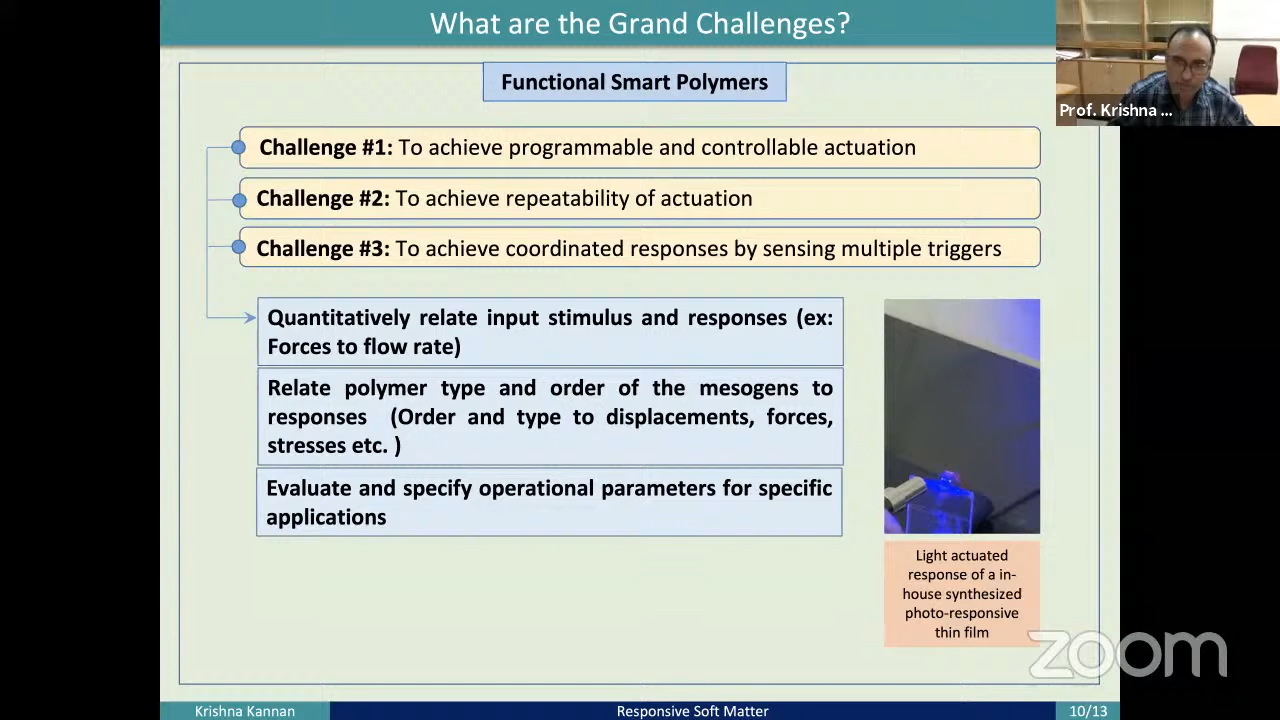 What are the Grand Challenges?
Prof. Krishna ...
Functional Smart Polymers
Challenge #1: To achieve programmable and controllable actuation
Challenge #2: To achieve repeatability of actuation
Challenge #3: To achieve coordinated responses by sensing multiple triggers
Quantitatively relate input stimulus and responses (ex:
Forces to flow rate)
Relate polymer type and order of the mesogens to
responses (Order and type to displacements, forces,
stresses etc. )
Evaluate and specify operational parameters for specific
applications
Light actuated
response of a in-
house synthesized
photo-responsive
thin film
zoom
Krishna Kannan
Responsive Soft Matter
10/13